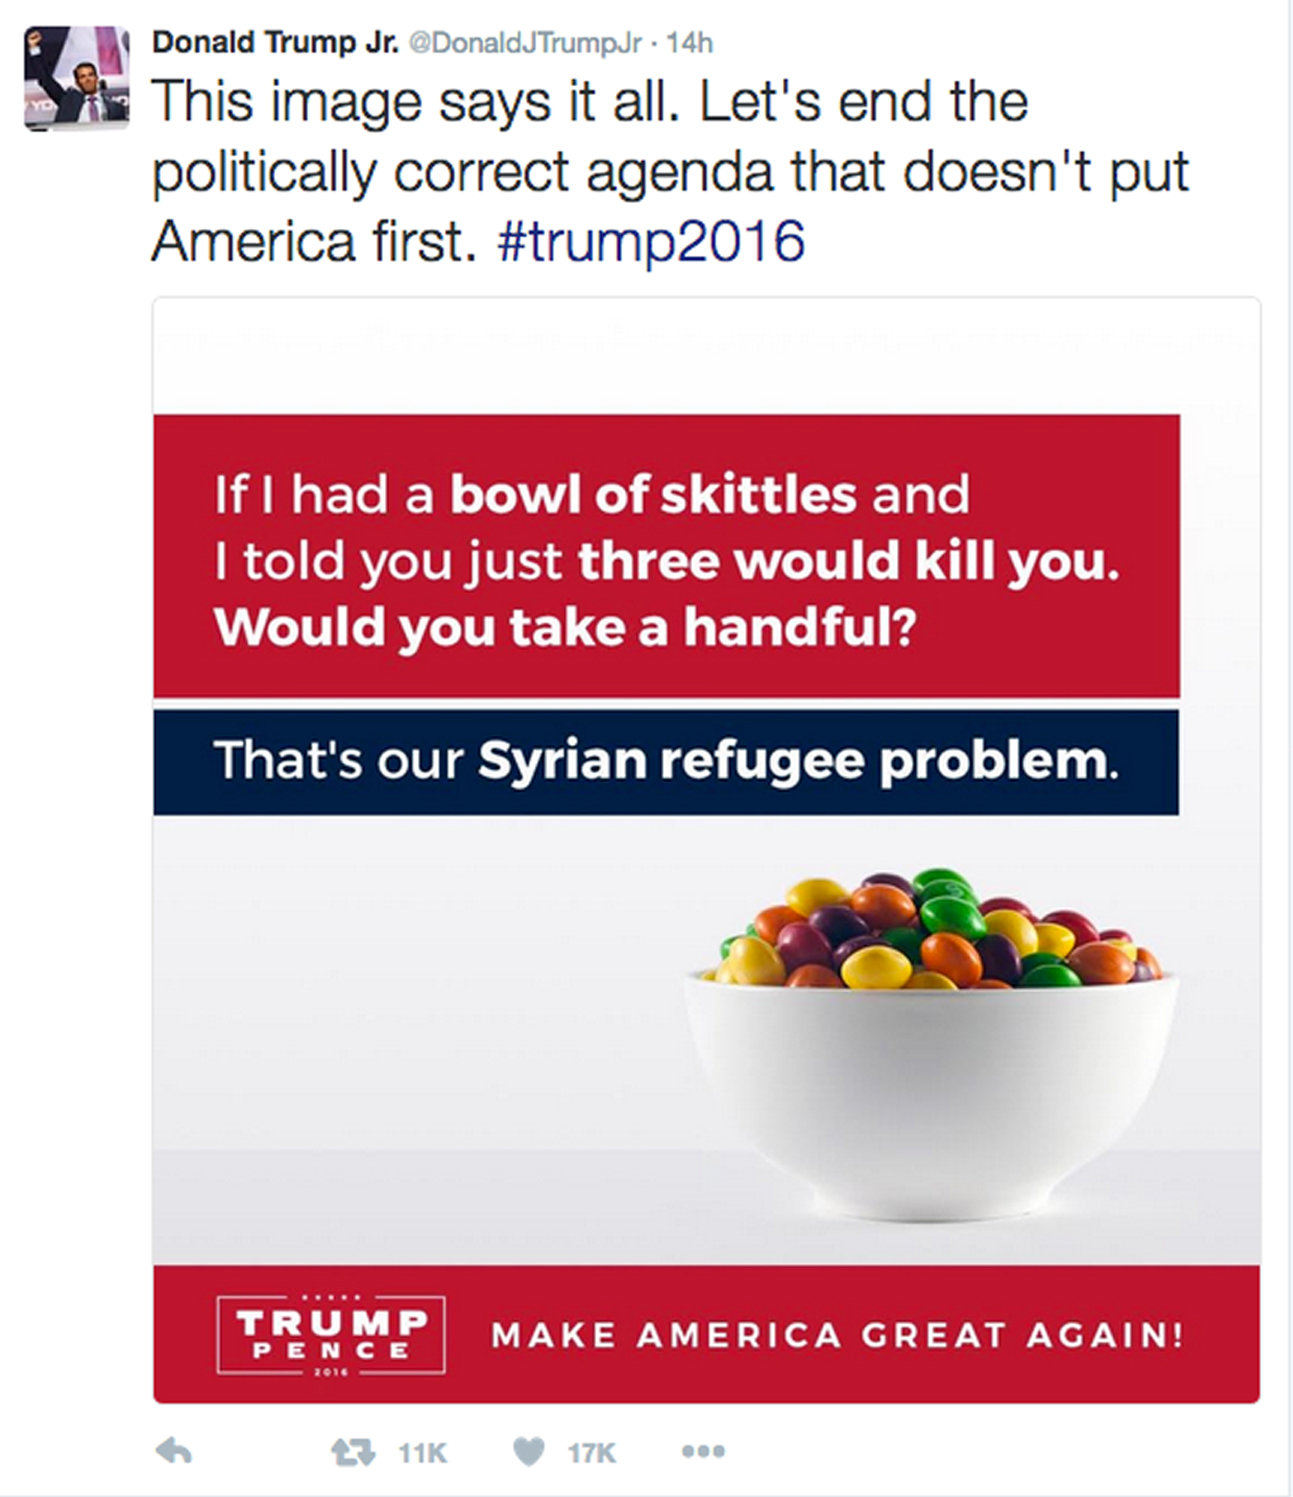 Donald Trump Jr. @DonaldJTrumpJr · 14h
This image says it all. Let's end the
politically correct agenda that doesn't put
America first. #trump2016
If I had a bowl of skittles and
I told you just three would kill you.
Would you take a handful?
That's our Syrian refugee problem.
TRUMP
PENCE
2016
MAKE AMERICA GREAT AGAIN!
11K 17K